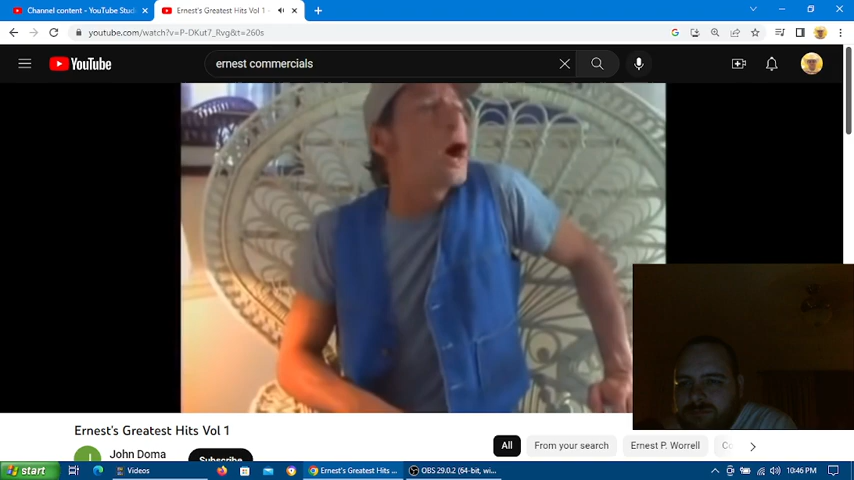 Channel content - YouTube Stud
Ernest's Greatest Hits Vol 1 -
youtube.com/watch?v=P-DKut7_Rvg&t=260s
YouTube
ernest commercials
Ernest's Greatest Hits Vol 1
John Doma
Subscribe
All
From your search
Ernest P. Worrell
start
Videos
Ernest's Greatest Hits ...
OBS 29.0.2 (64-bit, wi...
10:46 PM